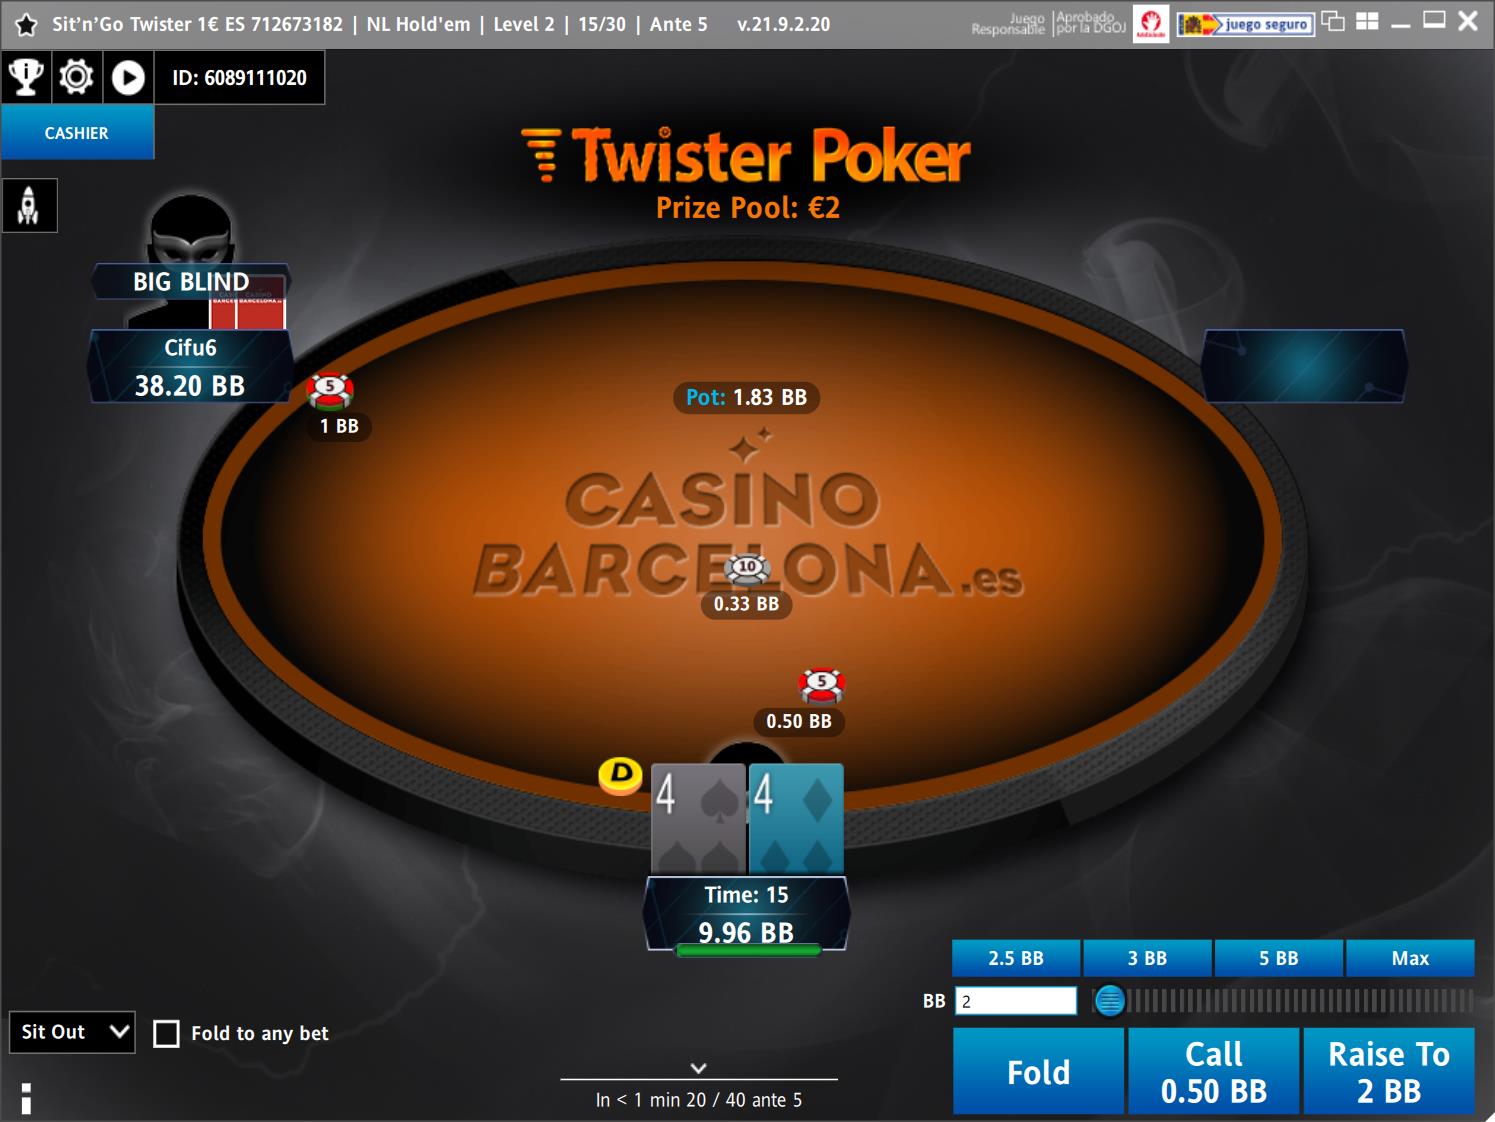 Sit'n'Go Twister 1€ ES 712673182 | NL Hold'em | Level 2 | 15/30 | Ante 5 v.21.9.2.20
Juego Responsable
Aprobado por la DGOJ
juego seguro
ID: 6089111020
CASHIER
Twister Poker
Prize Pool: €2
BIG BLIND
CASINO BARCELONA.es
Cifu6
38.20 BB
5
1 BB
Pot: 1.83 BB
CASINO
BARCELONA.es
10
0.33 BB
5
0.50 BB
D
4 4
Time: 15
9.96 BB
2.5 BB 3 BB 5 BB Max
BB 2
Sit Out Fold to any bet
Fold
Call 0.50 BB
Raise To 2 BB
In < 1 min 20 / 40 ante 5